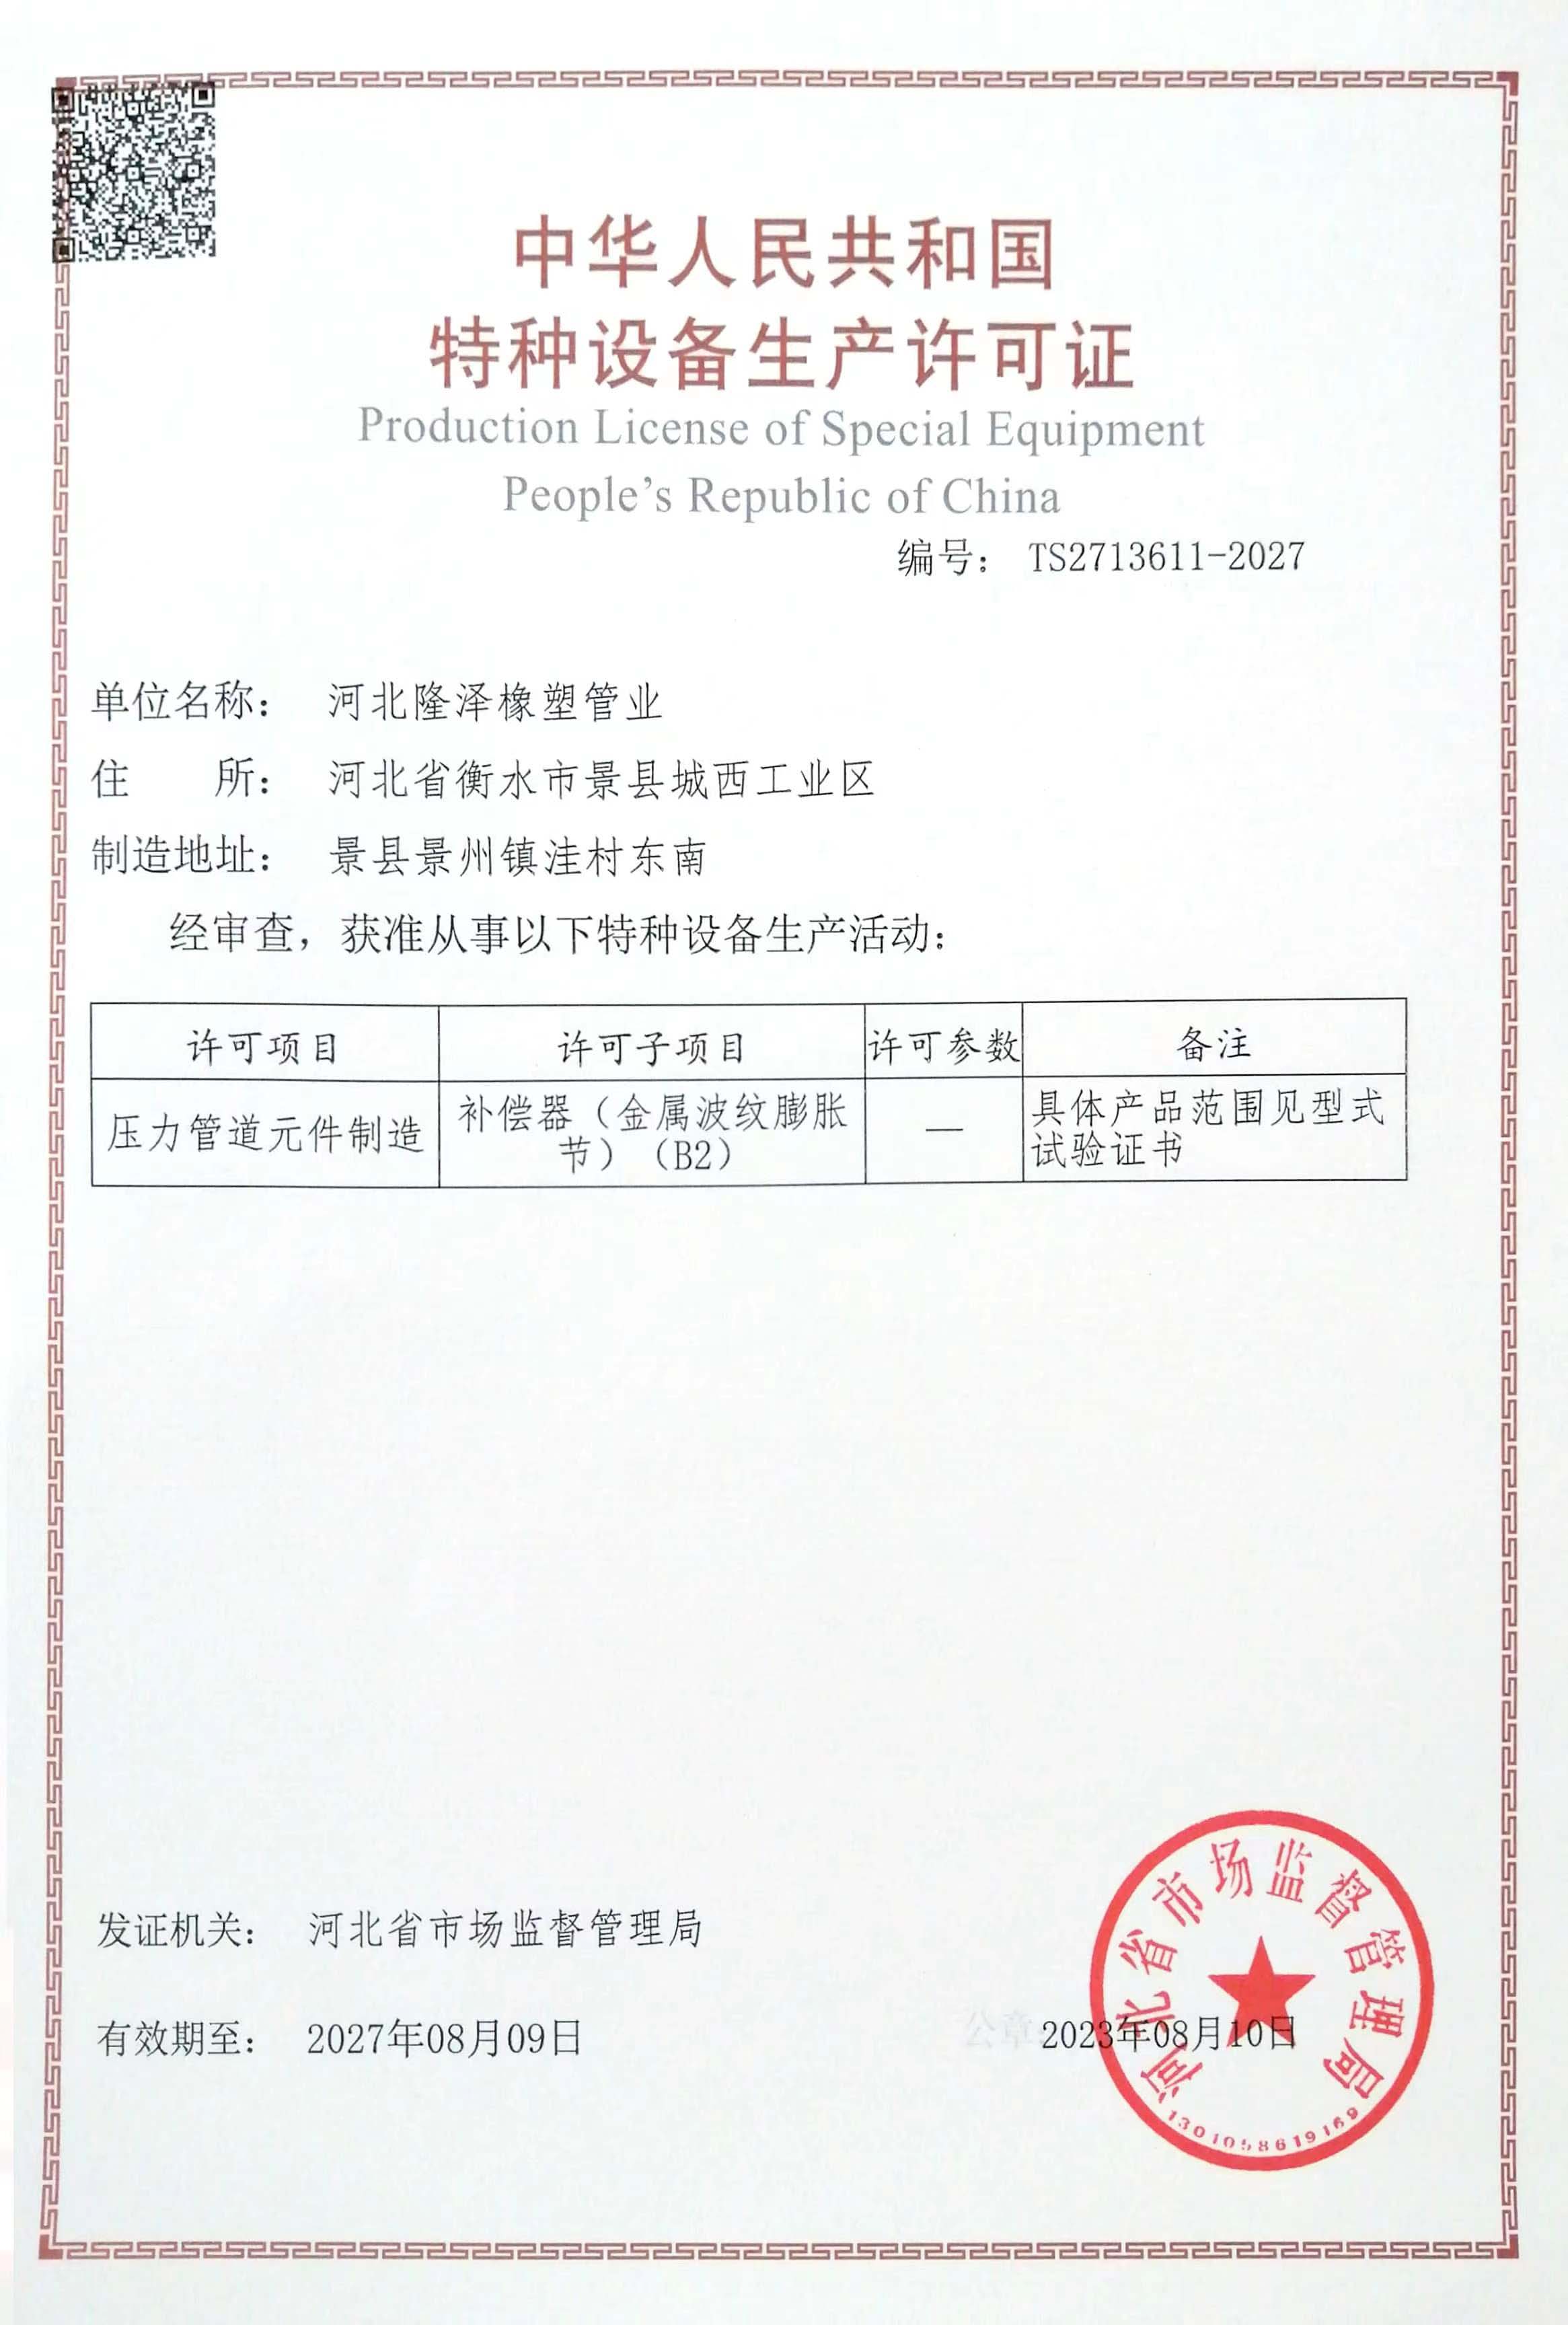 中华人民共和国
特种设备生产许可证
Production License of Special Equipment
People's Republic of China
编号： TS2713611-2027
单位名称： 河北隆泽橡塑管业
住 所： 河北省衡水市景县城西工业区
制造地址： 景县景州镇洼村东南
经审查，获准从事以下特种设备生产活动：
许可项目 许可子项目 许可参数 备注
压力管道元件制造 补偿器（金属波纹膨胀 — 具体产品范围见型式
节）（B2） 试验证书
发证机关： 河北省市场监督管理局
有效期至： 2027年08月09日
公章
2023年08月10日
河北省市场监督管理局
1301058619169